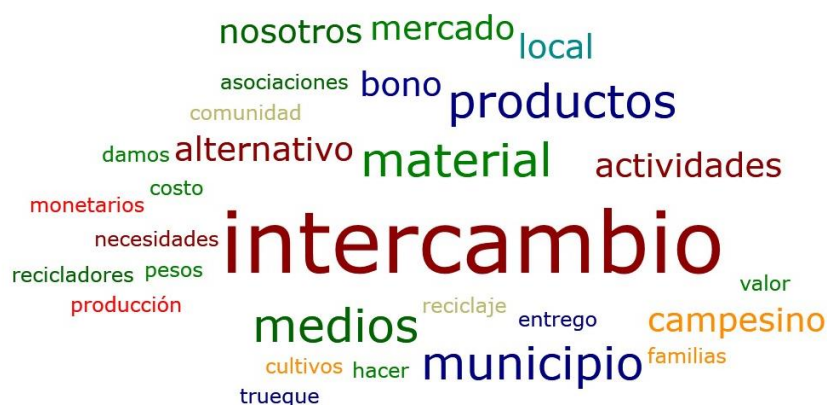 nosotros mercado
local
asociaciones bono
productos
comunidad
damos alternativo
material
actividades
costo
monetarios
intercambio
necesidades
recicladores pesos
valor
producción
reciclaje
medios
entrego
campesino
cultivos hacer
municipio
familias
trueque